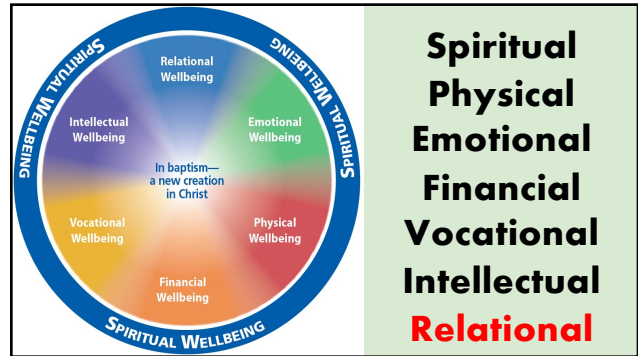 SPIRITUAL WELLBEING
SPIRITUAL WELLBEING
Relational
Wellbeing
Intellectual
Wellbeing
Emotional
Wellbeing
In baptism—
a new creation
in Christ
Vocational
Wellbeing
Physical
Wellbeing
Financial
Wellbeing
SPIRITUAL WELLBEING
Spiritual
Physical
Emotional
Financial
Vocational
Intellectual
Relational